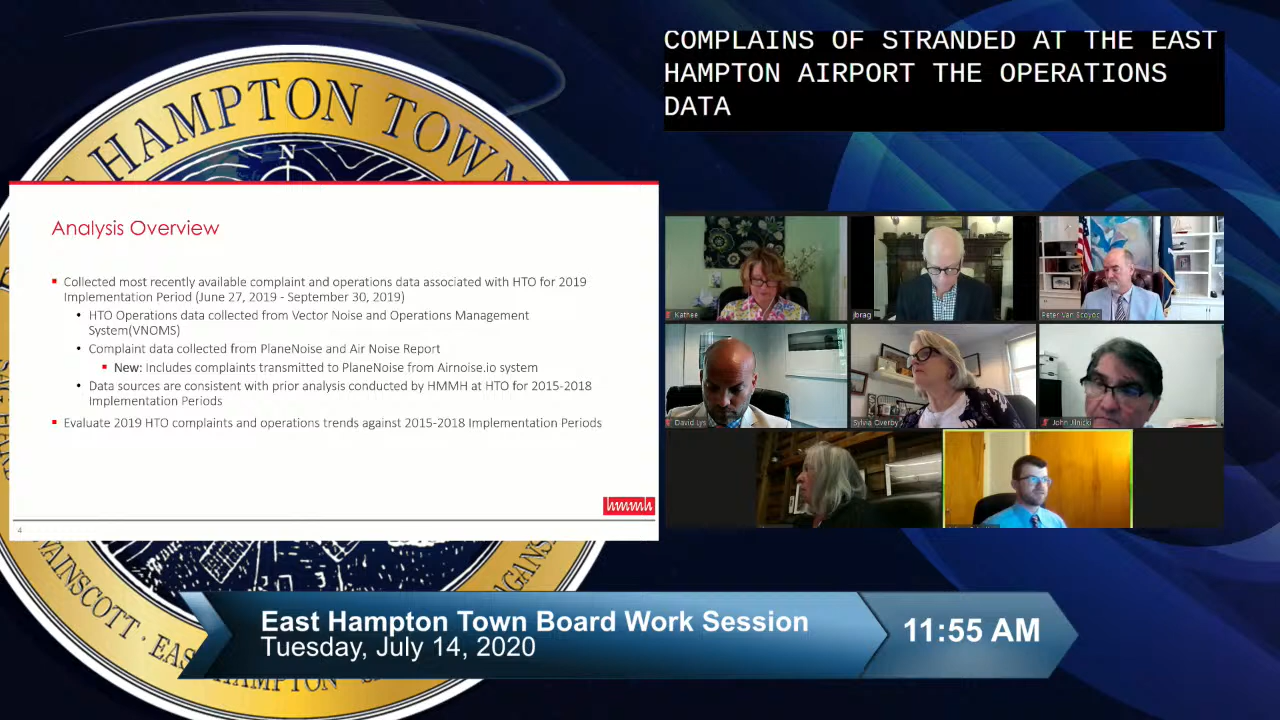 COMPLAINS OF STRANDED AT THE EAST
HAMPTON AIRPORT THE OPERATIONS
DATA
HAMPTON TOWN
N
Analysis Overview
Collected most recently available complaint and operations data associated with HTO for 2019
Implementation Period (June 27, 2019 - September 30, 2019)
HTO Operations data collected from Vector Noise and Operations Management
System(VNOMS)
Complaint data collected from PlaneNoise and Air Noise Report
New: Includes complaints transmitted to PlaneNoise from Airnoise.io system
Data sources are consistent with prior analysis conducted by HMMH at HTO for 2015-2018
Implementation Periods
Evaluate 2019 HTO complaints and operations trends against 2015-2018 Implementation Periods
hmmh
4
Kathee
jbrag
Peter Van Scoyoc
David Lys
Sylvia Overby
John Jilnicki
WAINSCOTT · EAS
HAMPTON
East Hampton Town Board Work Session
Tuesday, July 14, 2020
11:55 AM